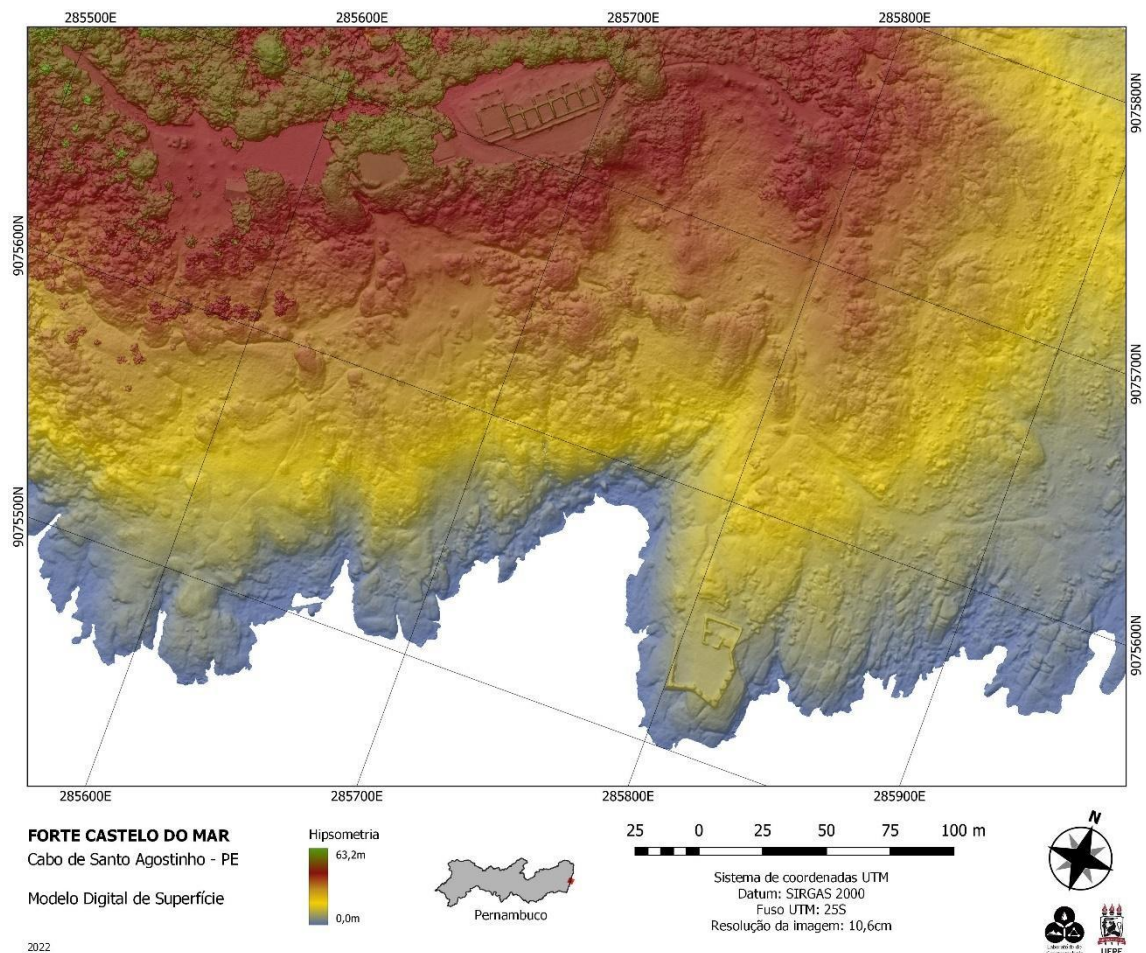 285500E 285600E 285700E 285800E
9075800N
9075700N
9075600N
9075600N
9075500N
285600E 285700E 285800E 285900E
FORTE CASTELO DO MAR
Cabo de Santo Agostinho - PE
Modelo Digital de Superfície
2022
Hipsometria
63,2m
0,0m
Pernambuco
25 0 25 50 75 100 m
Sistema de coordenadas UTM
Datum: SIRGAS 2000
Fuso UTM: 25S
Resolução da imagem: 10,6cm
N
Laboratório de
UFPE